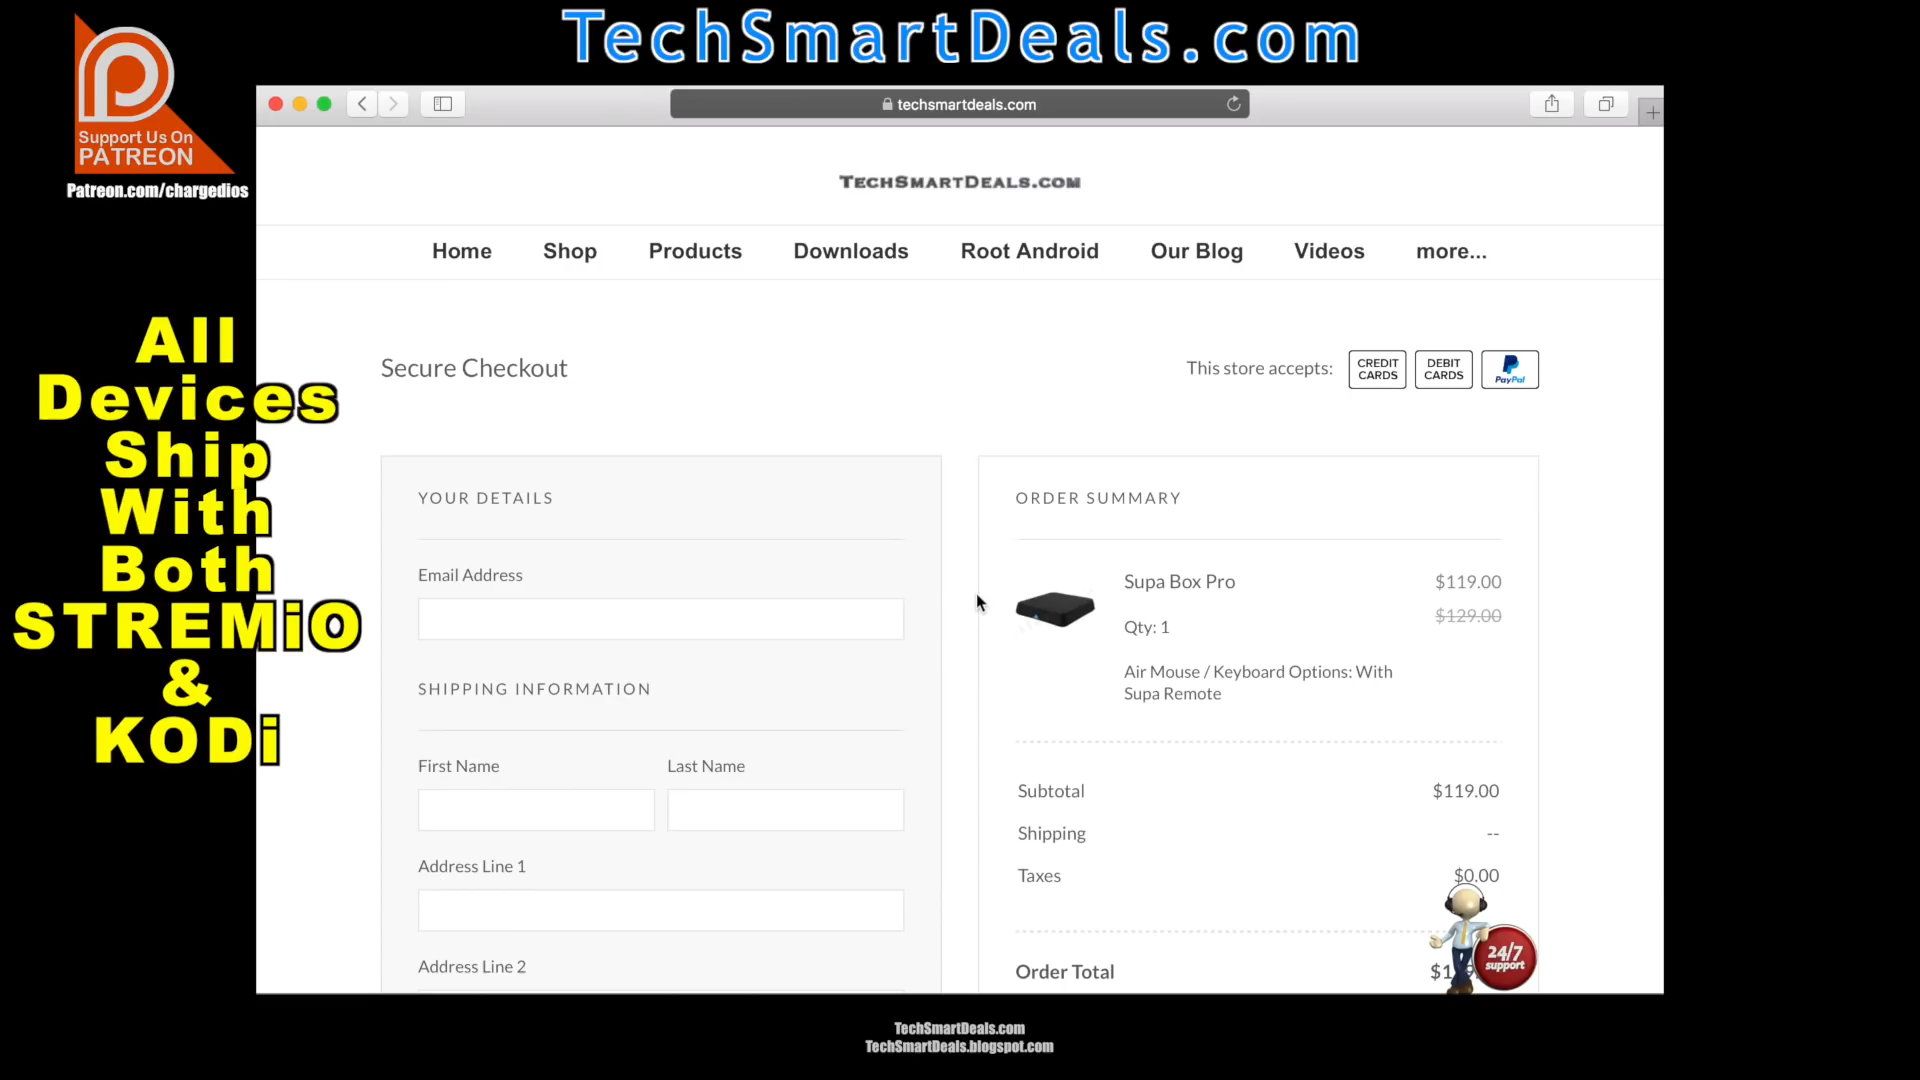 TechSmartDeals.com
Support Us On
PATREON
Patreon.com/chargedios
techsmartdeals.com
TECHSMARTDEALS.COM
Home Shop Products Downloads Root Android Our Blog Videos more...
All
Devices
Ship
With
Both
STREMiO
&
KODi
Secure Checkout
This store accepts:
CREDIT
CARDS
DEBIT
CARDS
PayPal
YOUR DETAILS
Email Address
SHIPPING INFORMATION
First Name Last Name
Address Line 1
Address Line 2
ORDER SUMMARY
Supa Box Pro $119.00
$129.00
Qty: 1
Air Mouse / Keyboard Options: With
Supa Remote
Subtotal $119.00
Shipping --
Taxes $0.00
Order Total
24/7
support
TechSmartDeals.com
TechSmartDeals.blogspot.com